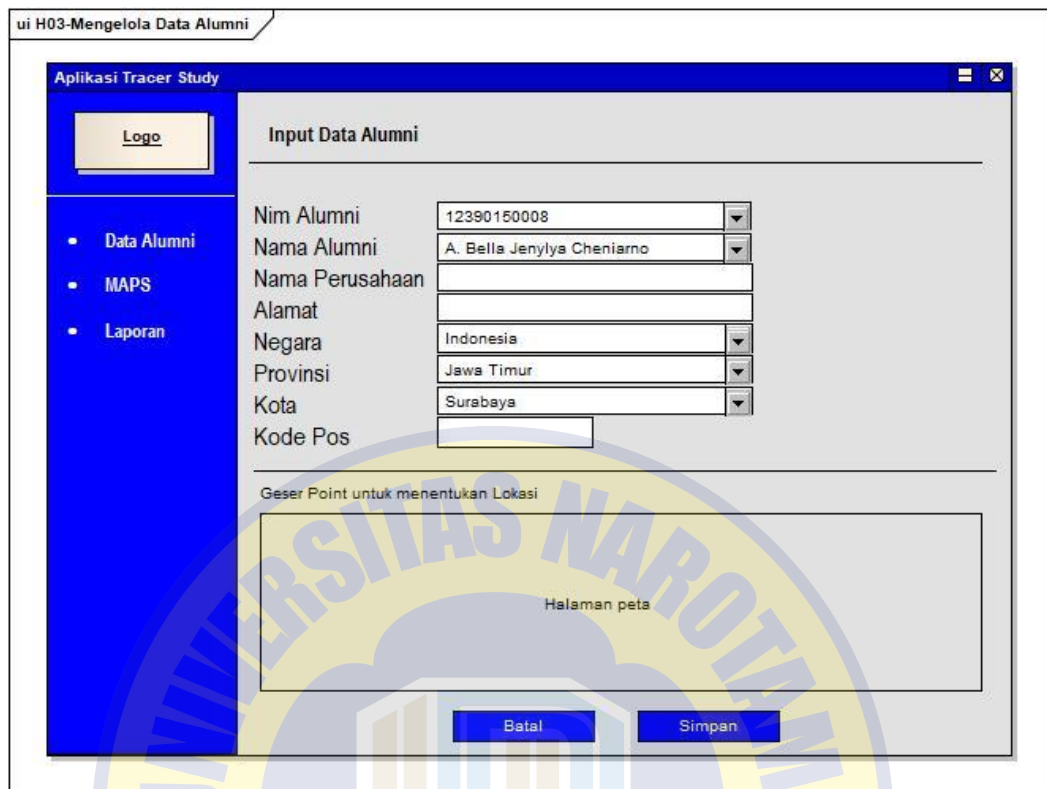 ui H03-Mengelola Data Alumni
Aplikasi Tracer Study
Logo
Data Alumni
MAPS
Laporan
Input Data Alumni
Nim Alumni 12390150008
Nama Alumni A. Bella Jenylya Cheniarno
Nama Perusahaan
Alamat
Negara Indonesia
Provinsi Jawa Timur
Kota Surabaya
Kode Pos
Geser Point untuk menentukan Lokasi
Halaman peta
Batal Simpan